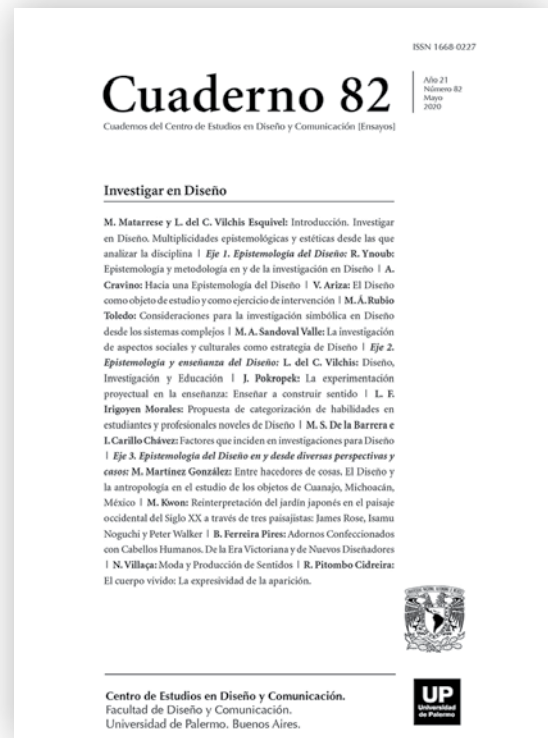 ISSN 1668-0227
Cuaderno 82
Año 21
Número 82
Mayo
2020
Cuadernos del Centro de Estudios en Diseño y Comunicación [Ensayos]
Investigar en Diseño
M. Matarrese y L. del C. Vilchis Esquivel: Introducción. Investigar
en Diseño. Multiplicidades epistemológicas y estéticas desde las que
analizar la disciplina | Eje 1. Epistemología del Diseño: R. Ynoub:
Epistemología y metodología en y de la investigación en Diseño | A.
Cravino: Hacia una Epistemología del Diseño | V. Ariza: El Diseño
como objeto de estudio y como ejercicio de intervención | M. Á. Rubio
Toledo: Consideraciones para la investigación simbólica en Diseño
desde los sistemas complejos | M. A. Sandoval Valle: La investigación
de aspectos sociales y culturales como estrategia de Diseño | Eje 2.
Epistemología y enseñanza del Diseño: L. del C. Vilchis: Diseño,
Investigación y Educación | J. Pokropek: La experimentación
proyectual en la enseñanza: Enseñar a construir sentido | L. F.
Irigoyen Morales: Propuesta de categorización de habilidades en
estudiantes y profesionales noveles de Diseño | M. S. De la Barrera e
I. Carillo Chávez: Factores que inciden en investigaciones para Diseño
| Eje 3. Epistemología del Diseño en y desde diversas perspectivas y
casos: M. Martínez González: Entre hacedores de cosas. El Diseño y
la antropología en el estudio de los objetos de Cuanajo, Michoacán,
México | M. Kwon: Reinterpretación del jardín japonés en el paisaje
occidental del Siglo XX a través de tres paisajistas: James Rose, Isamu
Noguchi y Peter Walker | B. Ferreira Pires: Adornos Confeccionados
con Cabellos Humanos. De la Era Victoriana y de Nuevos Diseñadores
| N. Villaça: Moda y Producción de Sentidos | R. Pitombo Cidreira:
El cuerpo vívido: La expresividad de la aparición.
Centro de Estudios en Diseño y Comunicación.
Facultad de Diseño y Comunicación.
Universidad de Palermo. Buenos Aires.
UP
Universidad
de Palermo